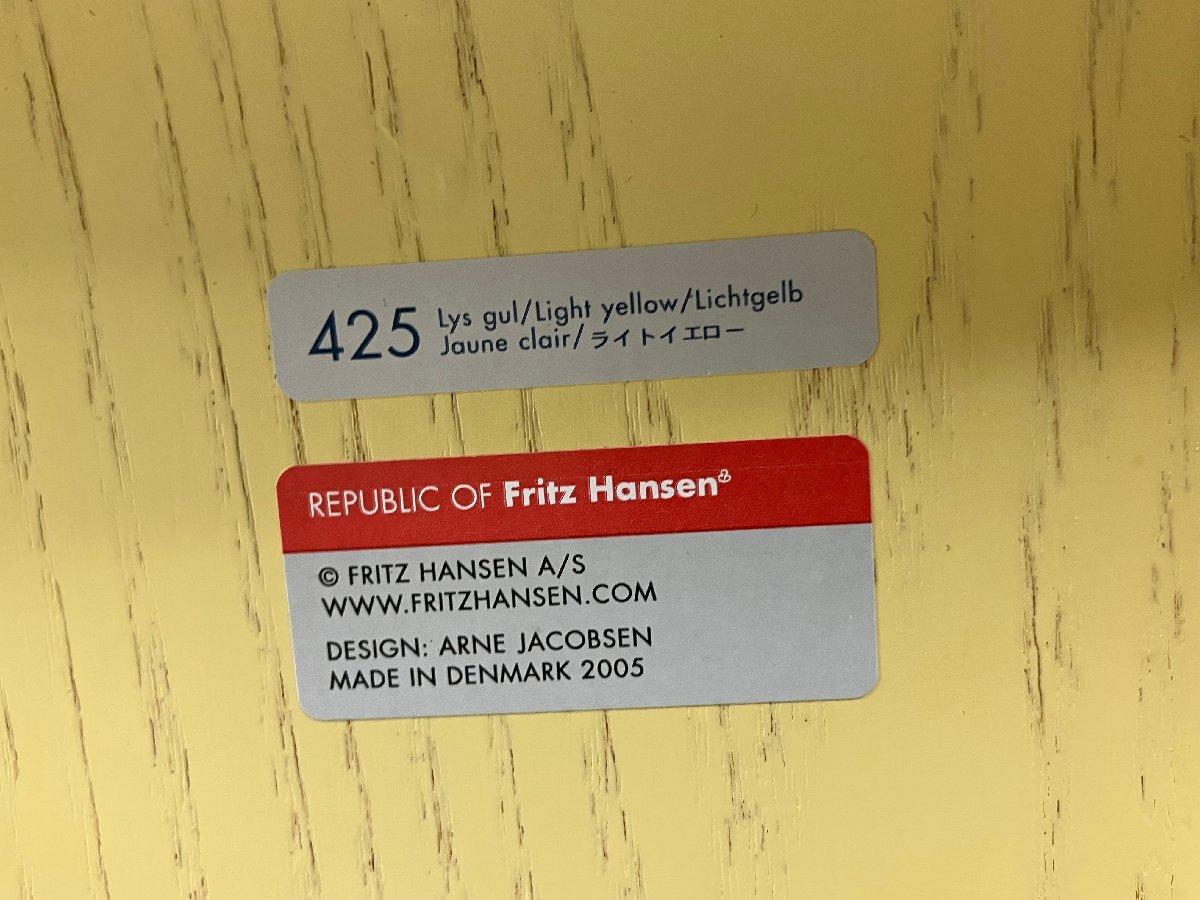 425
Lys gul/Light yellow/Lichtgelb
Jaune clair/ライトイエロー
REPUBLIC OF Fritz Hansen
© FRITZ HANSEN A/S
WWW.FRITZHANSEN.COM
DESIGN: ARNE JACOBSEN
MADE IN DENMARK 2005